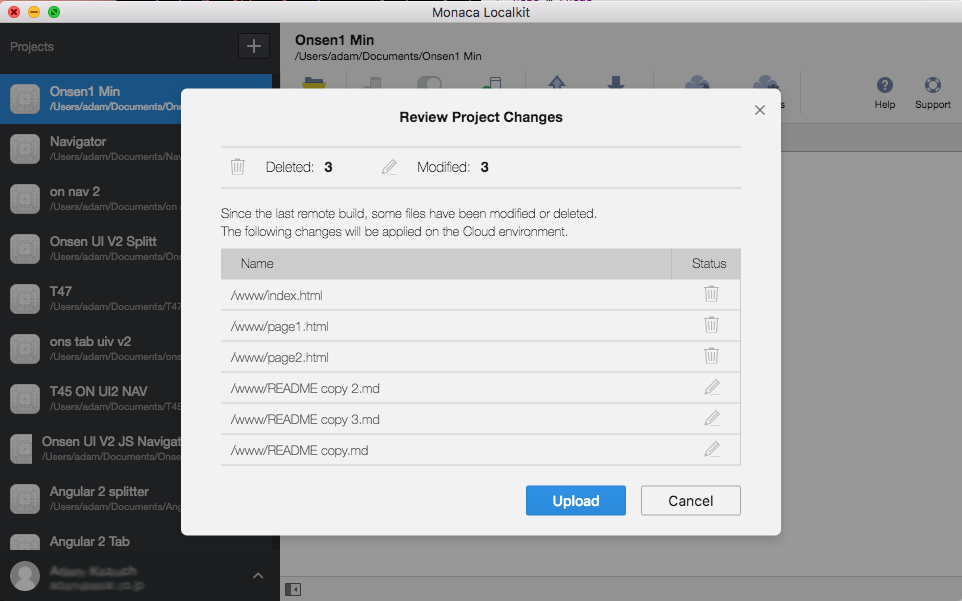 Monaca Localkit
Projects
Onsen1 Min
/Users/adam/Documents/Ons
Navigator
/Users/adam/Documents/Nav
on nav 2
/Users/adam/Documents/on
Onsen UI V2 Splitt
/Users/adam/Documents/Ons
T47
/Users/adam/Documents/T47
ons tab uiv v2
/Users/adam/Documents/ons
T45 ON UI2 NAV
/Users/adam/Documents/T45
Onsen UI V2 JS Navigat
/Users/adam/Documents/Onse
Angular 2 splitter
/Users/adam/Documents/Ang
Angular 2 Tab
Onsen1 Min
/Users/adam/Documents/Onsen1 Min
Help
Support
Review Project Changes
Deleted: 3 Modified: 3
Since the last remote build, some files have been modified or deleted.
The following changes will be applied on the Cloud environment.
Name Status
/www/index.html
/www/page1.html
/www/page2.html
/www/README copy 2.md
/www/README copy 3.md
/www/README copy.md
Upload
Cancel